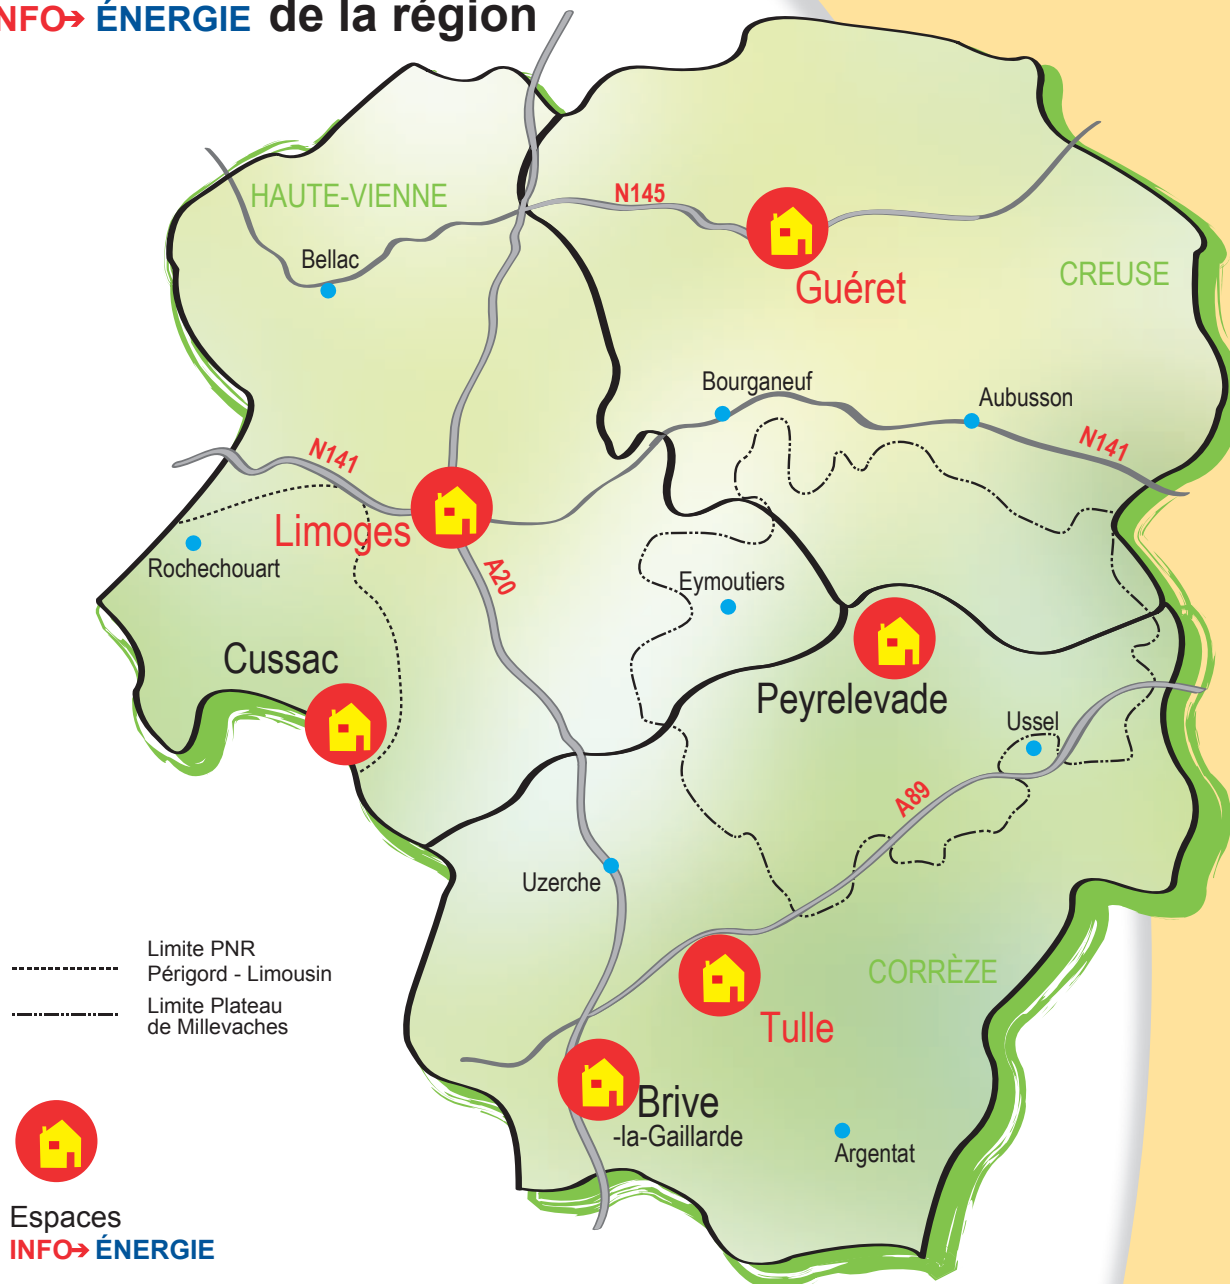 NFO→ ÉNERGIE de la région
HAUTE-VIENNE
N145
Bellac
Guéret
CREUSE
Bourganeuf
Aubusson
N141
N141
Limoges
Rochechouart
A20
Eymoutiers
Cussac
Peyrelevade
Ussel
A89
Uzerche
Limite PNR
Périgord - Limousin
Limite Plateau
de Millevaches
CORRÈZE
Tulle
Brive
-la-Gaillarde
Argentat
Espaces
INFO→ ÉNERGIE